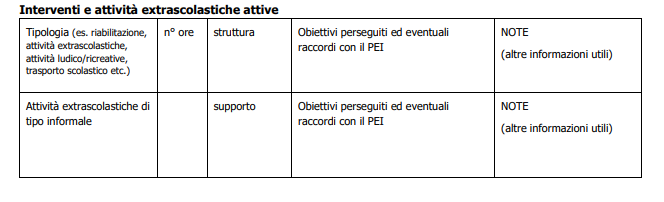 Interventi e attività extrascolastiche attive
Tipologia (es. riabilitazione,
attività extrascolastiche,
attività ludico/ricreative,
trasporto scolastico etc.)
n° ore
struttura
Obiettivi perseguiti ed eventuali
raccordi con il PEI
NOTE
(altre informazioni utili)
Attività extrascolastiche di
tipo informale
supporto
Obiettivi perseguiti ed eventuali
raccordi con il PEI
NOTE
(altre informazioni utili)